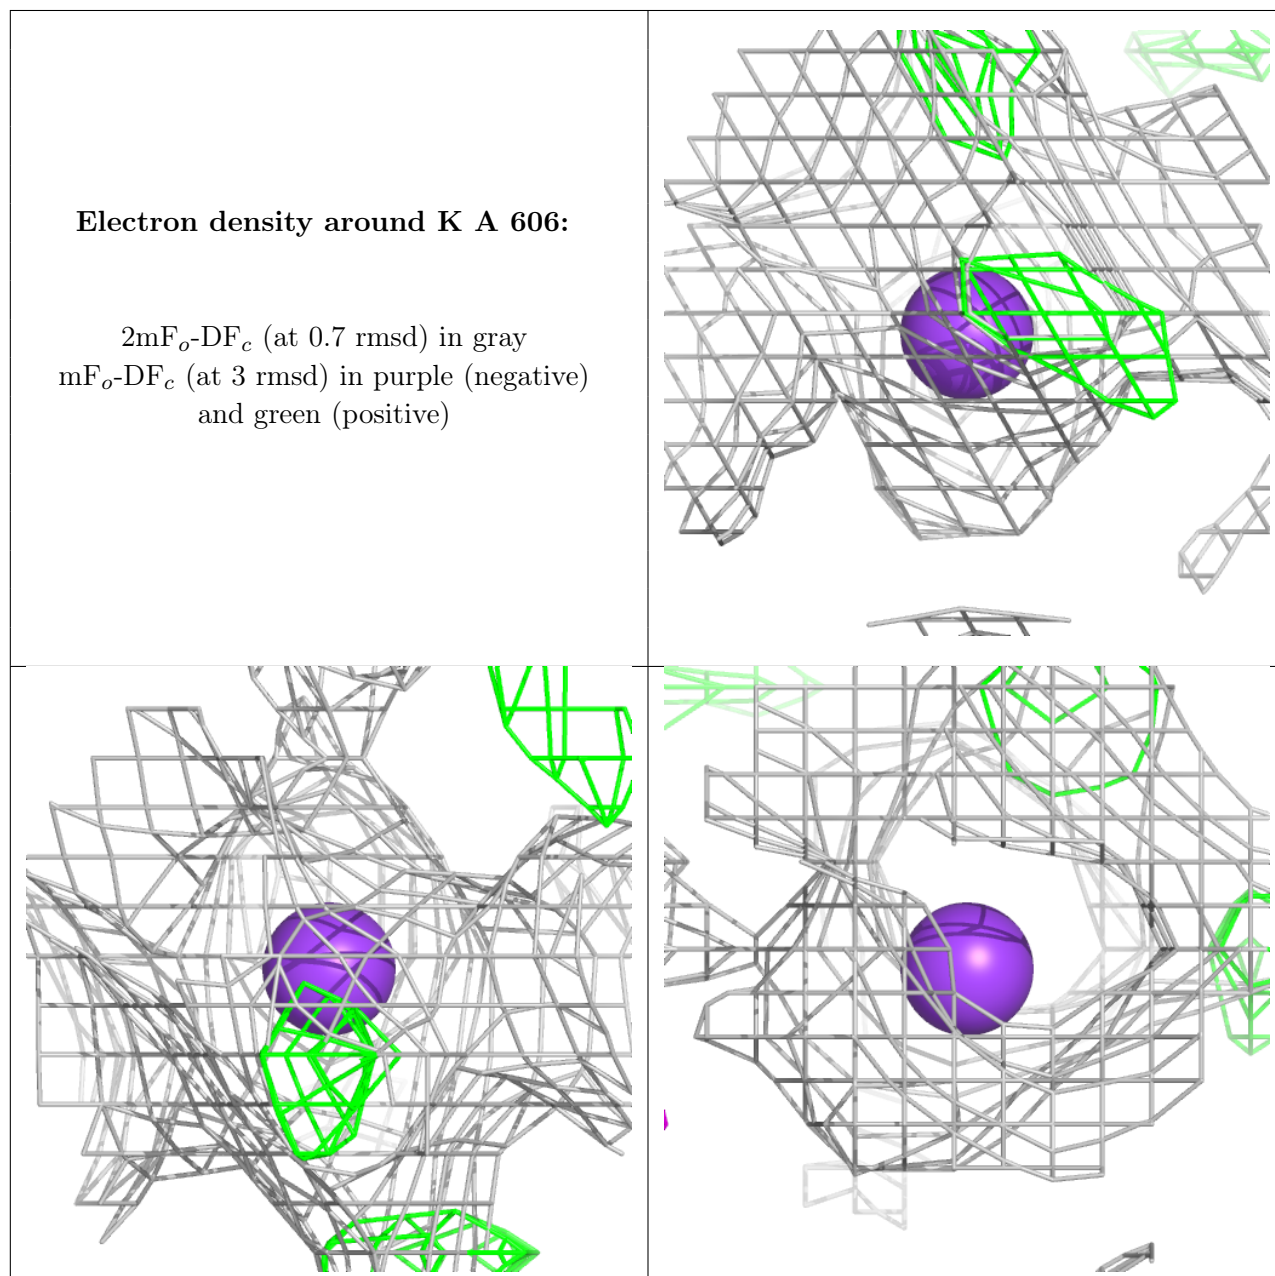 Electron density around K A 606:
2mFo-DFc (at 0.7 rmsd) in gray
mFo-DFc (at 3 rmsd) in purple (negative)
and green (positive)